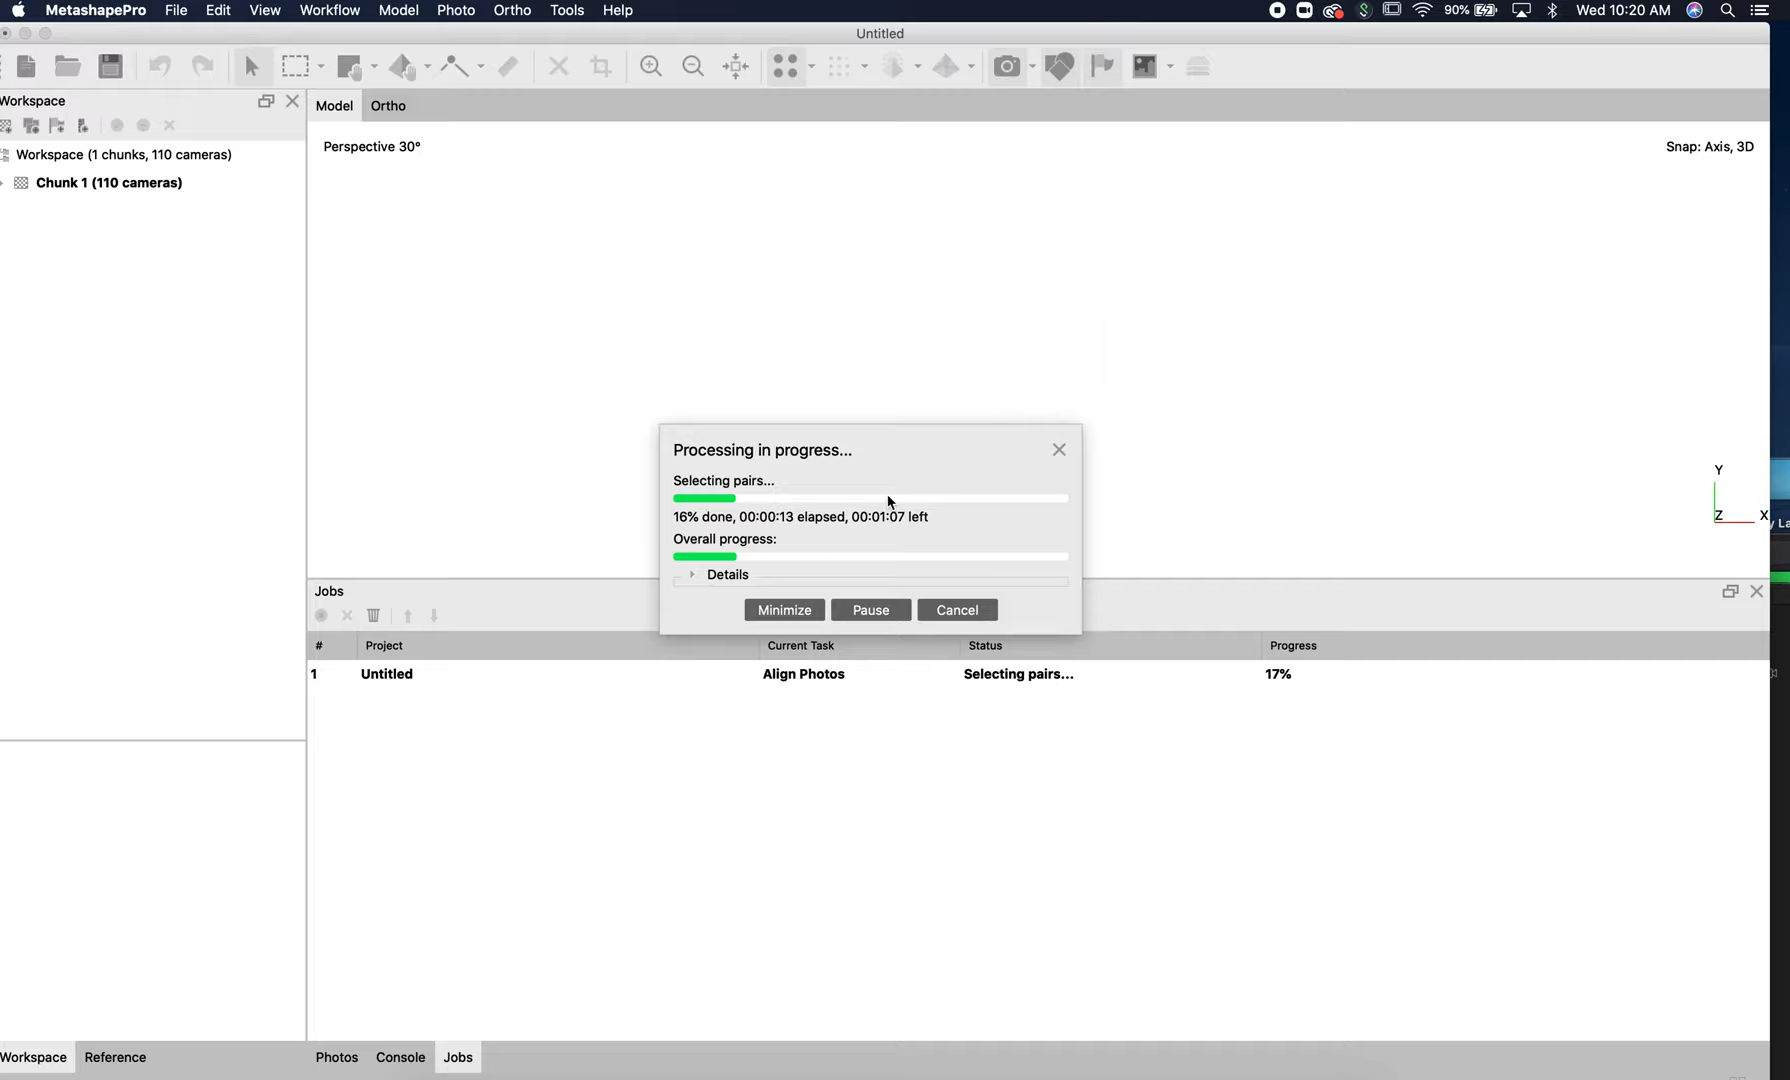 MetashapePro File Edit View Workflow Model Photo Ortho Tools Help
90% Wed 10:20 AM
Untitled
Workspace
Model Ortho
Perspective 30°
Snap: Axis, 3D
Workspace (1 chunks, 110 cameras)
Chunk 1 (110 cameras)
Processing in progress...
Selecting pairs...
16% done, 00:00:13 elapsed, 00:01:07 left
Overall progress:
Details
Minimize Pause Cancel
Y
Z X
Jobs
# Project Current Task Status Progress
1 Untitled Align Photos Selecting pairs... 17%
Workspace Reference Photos Console Jobs